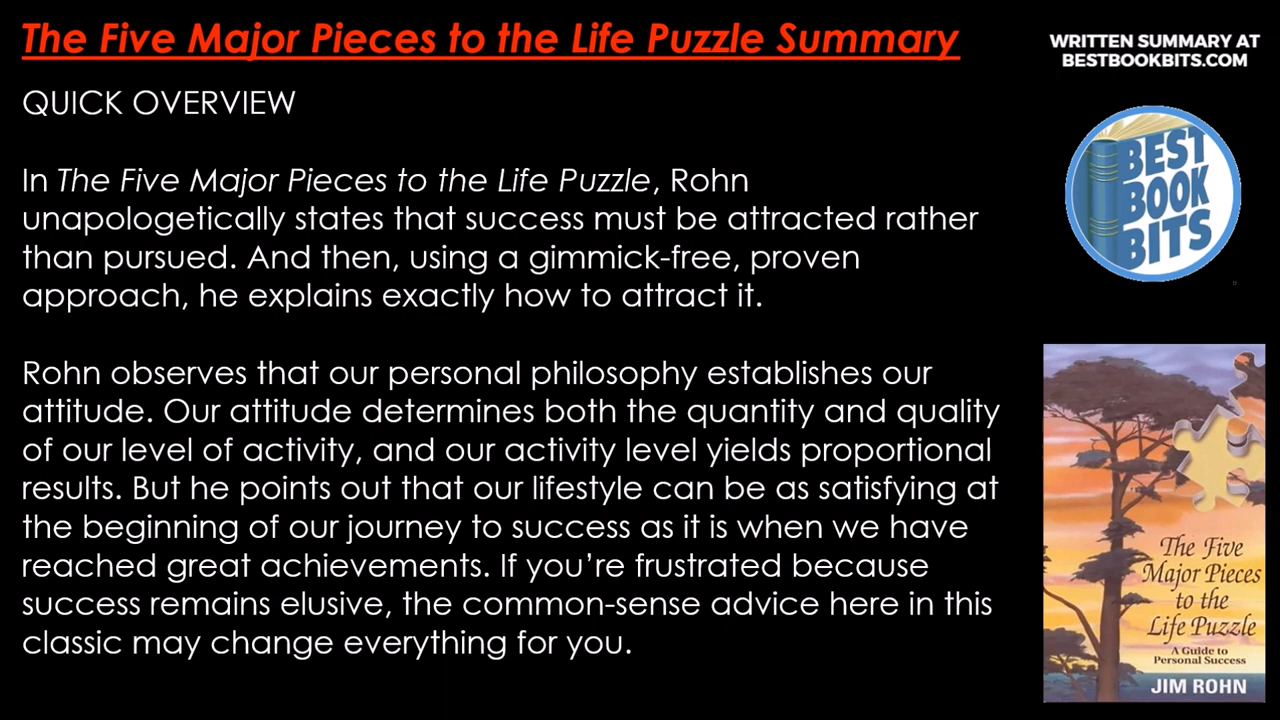 The Five Major Pieces to the Life Puzzle Summary
WRITTEN SUMMARY AT
BESTBOOKBITS.COM
QUICK OVERVIEW
In The Five Major Pieces to the Life Puzzle, Rohn
unapologetically states that success must be attracted rather
than pursued. And then, using a gimmick-free, proven
approach, he explains exactly how to attract it.
Rohn observes that our personal philosophy establishes our
attitude. Our attitude determines both the quantity and quality
of our level of activity, and our activity level yields proportional
results. But he points out that our lifestyle can be as satisfying at
the beginning of our journey to success as it is when we have
reached great achievements. If you’re frustrated because
success remains elusive, the common-sense advice here in this
classic may change everything for you.
BEST
BOOK
BITS
The Five
Major Pieces
to the
Life Puzzle
A Guide to
Personal Success
JIM ROHN